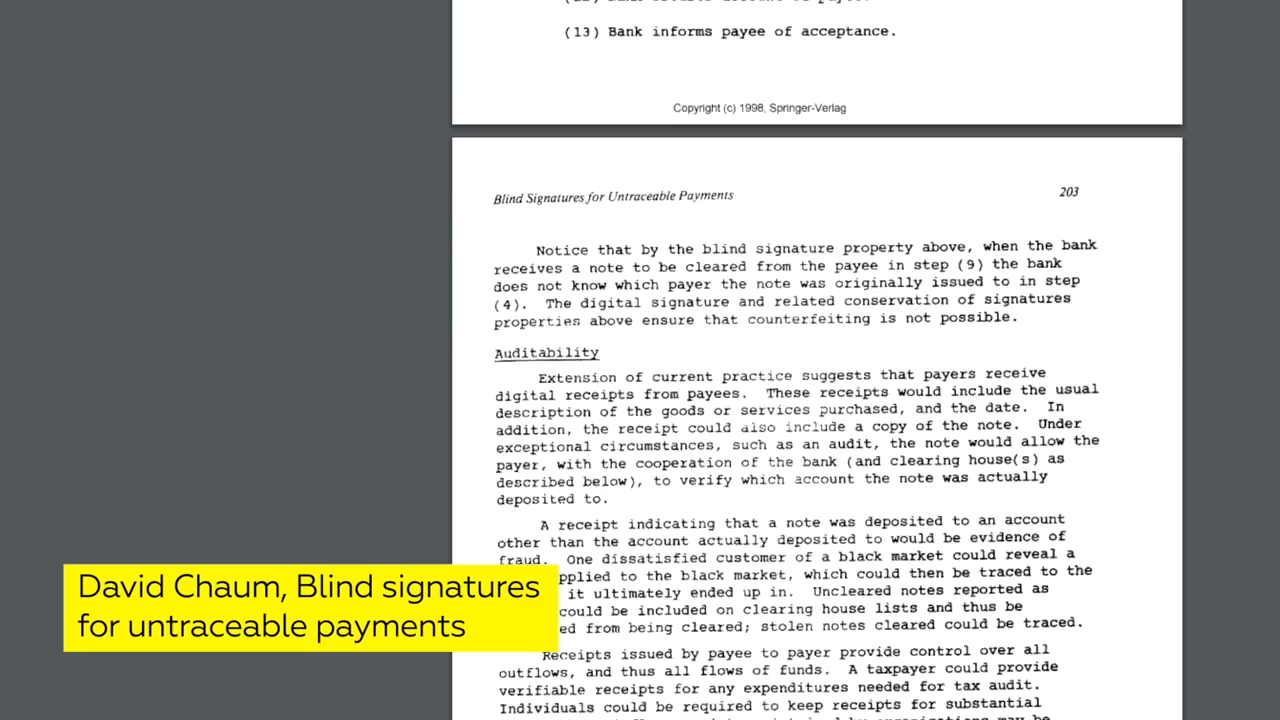 (13) Bank informs payee of acceptance.
Copyright (c) 1998, Springer-Verlag
Blind Signatures for Untraceable Payments 203
Notice that by the blind signature property above, when the bank
receives a note to be cleared from the payee in step (9) the bank
does not know which payer the note was originally issued to in step
(4). The digital signature and related conservation of signatures
properties above ensure that counterfeiting is not possible.
Auditability
Extension of current practice suggests that payers receive
digital receipts from payees. These receipts would include the usual
description of the goods or services purchased, and the date. In
addition, the receipt could also include a copy of the note. Under
exceptional circumstances, such as an audit, the note would allow the
payer, with the cooperation of the bank (and clearing house(s) as
described below), to verify which account the note was actually
deposited to.
A receipt indicating that a note was deposited to an account
other than the account actually deposited to would be evidence of
fraud. One dissatisfied customer of a black market could reveal a
pplied to the black market, which could then be traced to the
it ultimately ended up in. Uncleared notes reported as
could be included on clearing house lists and thus be
ed from being cleared; stolen notes cleared could be traced.
Receipts issued by payee to payer provide control over all
outflows, and thus all flows of funds. A taxpayer could provide
verifiable receipts for any expenditures needed for tax audit.
Individuals could be required to keep receipts for substantial
David Chaum, Blind signatures
for untraceable payments